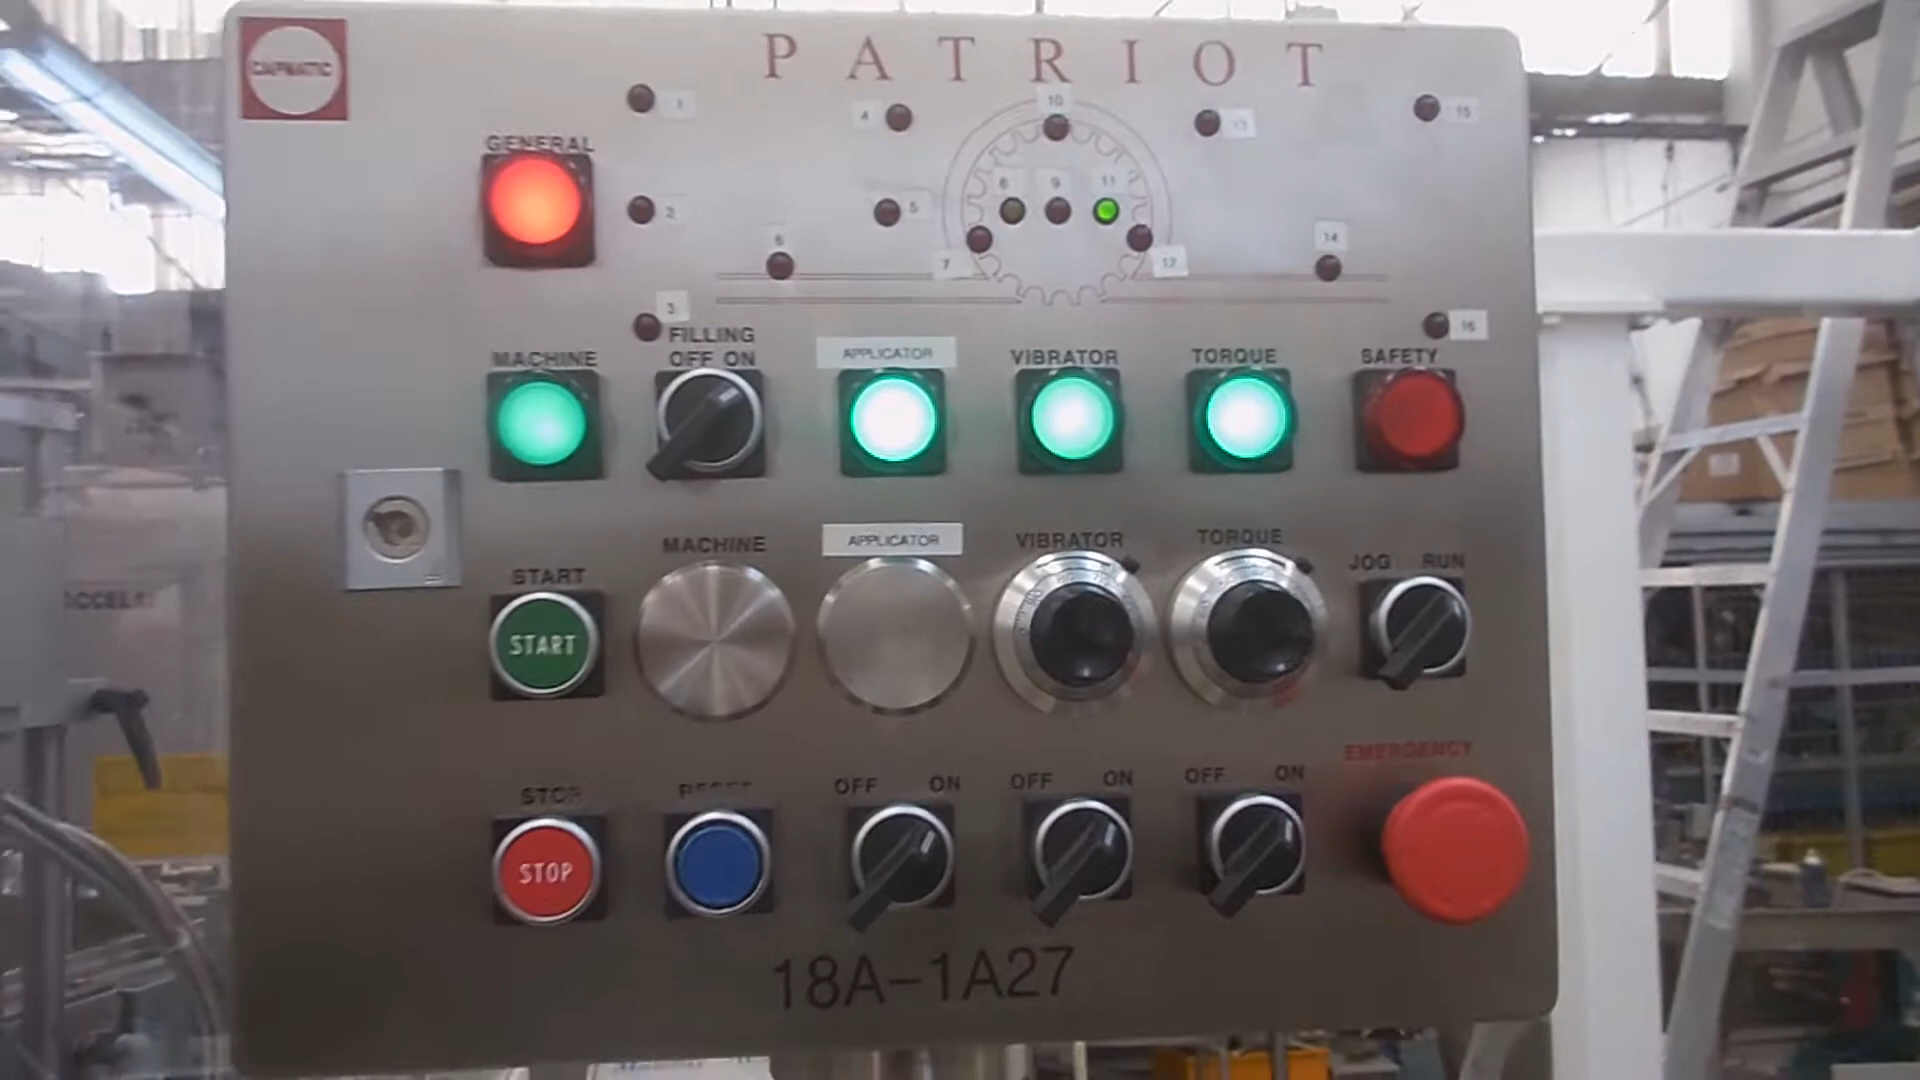 CAPMATIC
PATRIOT
GENERAL
1
2
3
4
5
6
7
8
9
10
11
12
13
14
15
16
MACHINE
FILLING
OFF ON
APPLICATOR
VIBRATOR
TORQUE
SAFETY
MACHINE
APPLICATOR
VIBRATOR
TORQUE
JOG RUN
START
START
STOP
RESET
OFF ON
OFF ON
OFF ON
EMERGENCY
STOP
18A-1A27